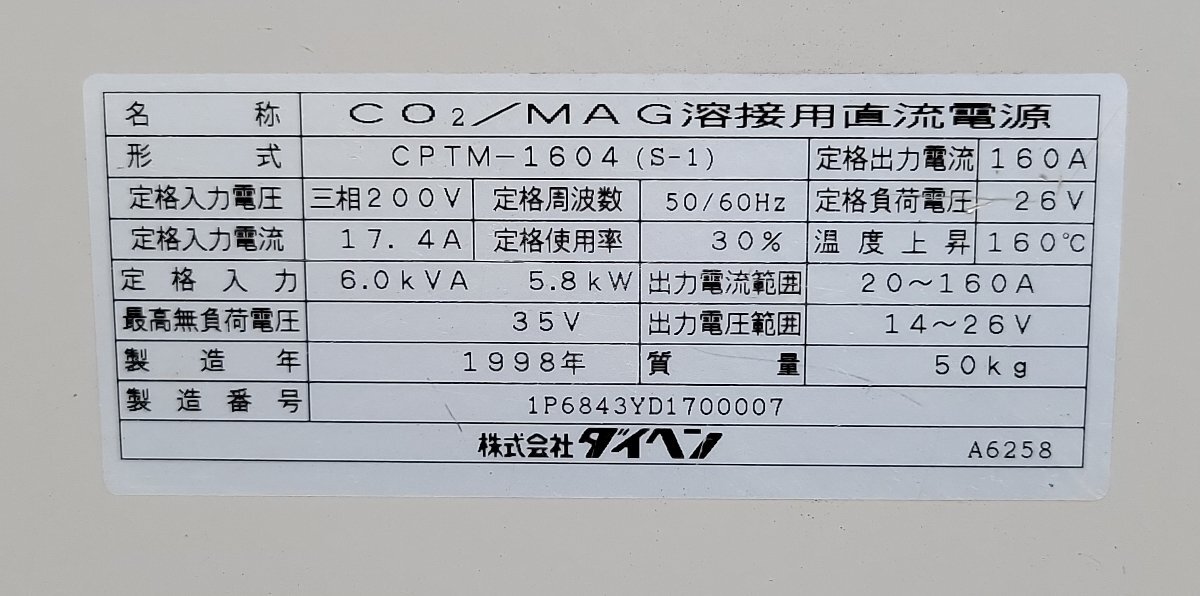 名称 CO₂/MAG溶接用直流電源
形式 CPTM-1604(S-1) 定格出力電流 160A
定格入力電圧 三相200V 定格周波数 50/60Hz 定格負荷電圧 26V
定格入力電流 17.4A 定格使用率 30% 温度上昇 160℃
定格入力 6.0kVA 5.8kW 出力電流範囲 20～160A
最高無負荷電圧 35V 出力電圧範囲 14～26V
製造年 1998年 質量 50kg
製造番号 1P6843YD1700007
株式会社ダイヘン A6258